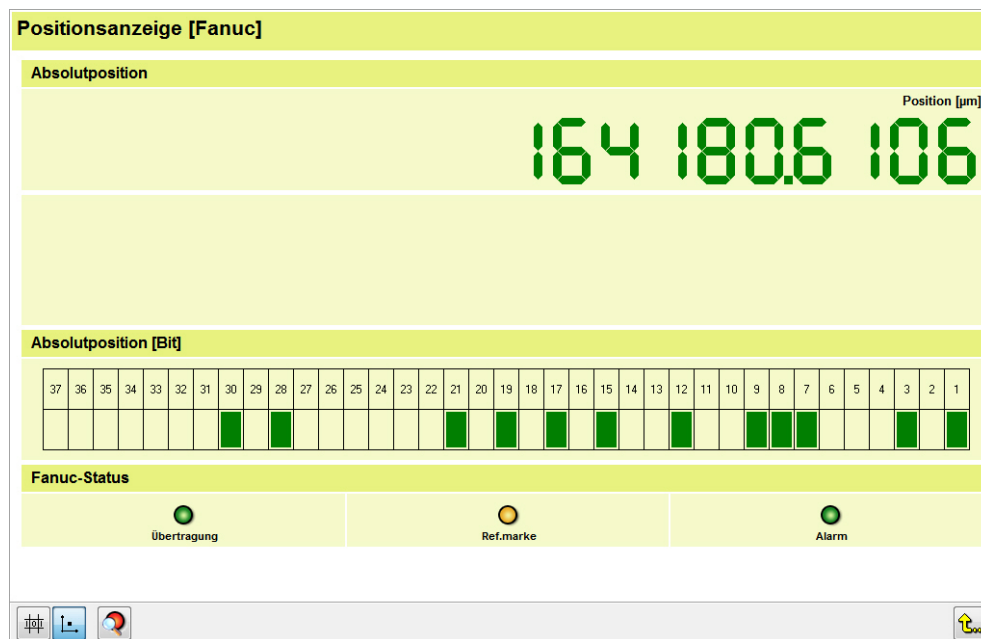 Positionsanzeige [Fanuc]
Absolutposition
Position [µm]
164 180.6 106
Absolutposition [Bit]
37 36 35 34 33 32 31 30 29 28 27 26 25 24 23 22 21 20 19 18 17 16 15 14 13 12 11 10 9 8 7 6 5 4 3 2 1
Fanuc-Status
Übertragung Ref.marke Alarm